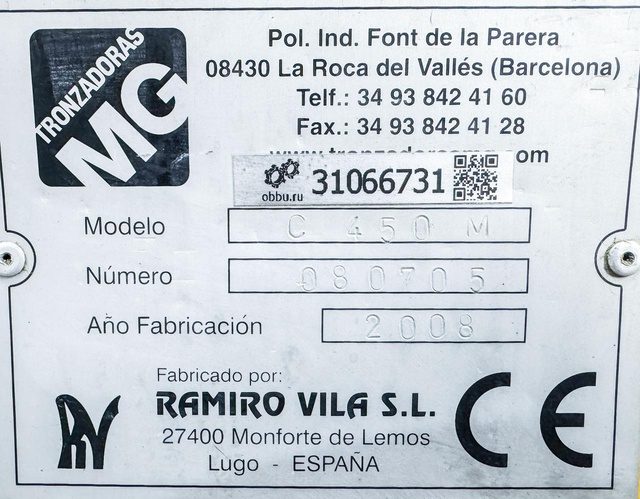 TRONZADORAS
MG
Pol. Ind. Font de la Parera
08430 La Roca del Vallés (Barcelona)
Telf.: 34 93 842 41 60
Fax.: 34 93 842 41 28
obbu.ru 31066731
Modelo C 450 M
Número 080705
Año Fabricación 2008
Fabricado por:
RAMIRO VILA S.L.
27400 Monforte de Lemos
Lugo - ESPAÑA
CE